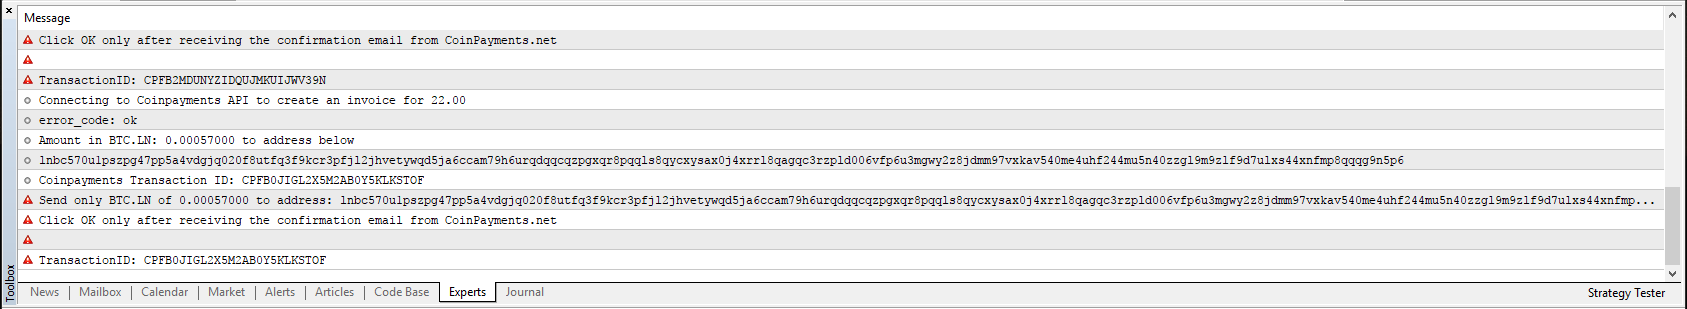 Message
Click OK only after receiving the confirmation email from CoinPayments.net
TransactionID: CPFB2MDUNYZIDQUJMKUIJWV39N
Connecting to Coinpayments API to create an invoice for 22.00
error_code: ok
Amount in BTC.LN: 0.00057000 to address below
lnbc570u1pszpg47pp5a4vdgjq020f8utfq3f9kcr3pfjl2jhvetywqd5ja6ccam79h6urqdqqcqzpgxqr8pqqls8qycxysax0j4xrrl8qagqc3rzpld006vfp6u3mgwy2z8jdmm97vxkav540me4uhf244mu5n40zzgl9m9zlf9d7ulxs44xnfmp8qqqg9n5p6
Coinpayments Transaction ID: CPFB0JIGL2X5M2AB0Y5KLKSTOF
Send only BTC.LN of 0.00057000 to address: lnbc570u1pszpg47pp5a4vdgjq020f8utfq3f9kcr3pfjl2jhvetywqd5ja6ccam79h6urqdqqcqzpgxqr8pqqls8qycxysax0j4xrrl8qagqc3rzpld006vfp6u3mgwy2z8jdmm97vxkav540me4uhf244mu5n40zzgl9m9zlf9d7ulxs44xnfmp...
Click OK only after receiving the confirmation email from CoinPayments.net
TransactionID: CPFB0JIGL2X5M2AB0Y5KLKSTOF
Toolbox
News | Mailbox | Calendar | Market | Alerts | Articles | Code Base | Experts | Journal
Strategy Tester